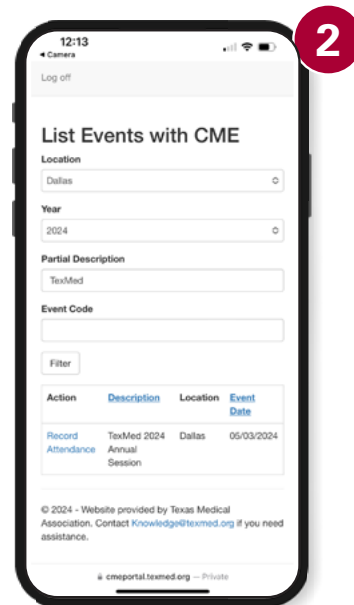 2
12:13
◀ Camera
Log off
List Events with CME
Location
Dallas
Year
2024
Partial Description
TexMed
Event Code
Filter
Action Description Location Event
Date
Record TexMed 2024 Dallas 05/03/2024
Attendance Annual
Session
© 2024 - Website provided by Texas Medical
Association. Contact Knowledge@texmed.org if you need
assistance.
cmeportal.texmed.org — Private